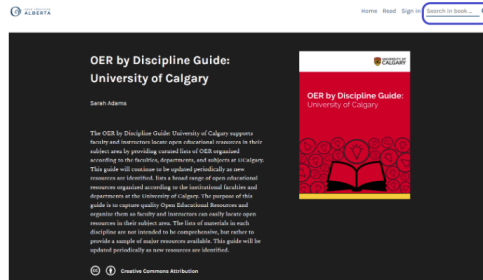 ALBERTA
Home Read Sign in Search in book ...
OER by Discipline Guide:
University of Calgary
Sarah Adams
The OER by Discipline Guide: University of Calgary supports
faculty and instructors locate open educational resources in their
subject area by providing curated lists of OER organized
according to the faculties, departments, and subjects at UCalgary.
This guide will continue to be updated periodically as new
resources are identified. lists a broad range of open educational
resources organized according to the institutional faculties and
departments at the University of Calgary. The purpose of this
guide is to capture quality Open Educational Resources and
organize them so faculty and instructors can easily locate open
resources in their subject area. The lists of materials in each
discipline are not intended to be comprehensive, but rather to
provide a sample of major resources available. This guide will be
updated periodically as new resources are identified.
Creative Commons Attribution
UNIVERSITY OF
CALGARY
OER by Discipline Guide:
University of Calgary